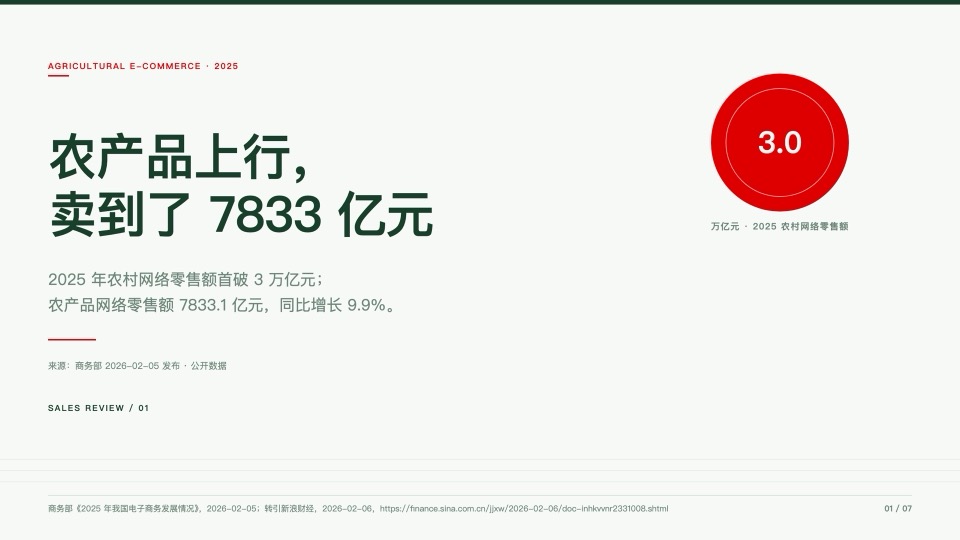 AGRICULTURAL E-COMMERCE · 2025
农产品上行，
卖到了 7833 亿元
2025 年农村网络零售额首破 3 万亿元；
农产品网络零售额 7833.1 亿元，同比增长 9.9%。
来源：商务部 2026-02-05 发布 · 公开数据
SALES REVIEW / 01
3.0
万亿元 · 2025 农村网络零售额
商务部《2025 年我国电子商务发展情况》，2026-02-05；转引新浪财经，2026-02-06，https://finance.sina.com.cn/jjxw/2026-02-06/doc-inhkvvnr2331008.shtml
01 / 07